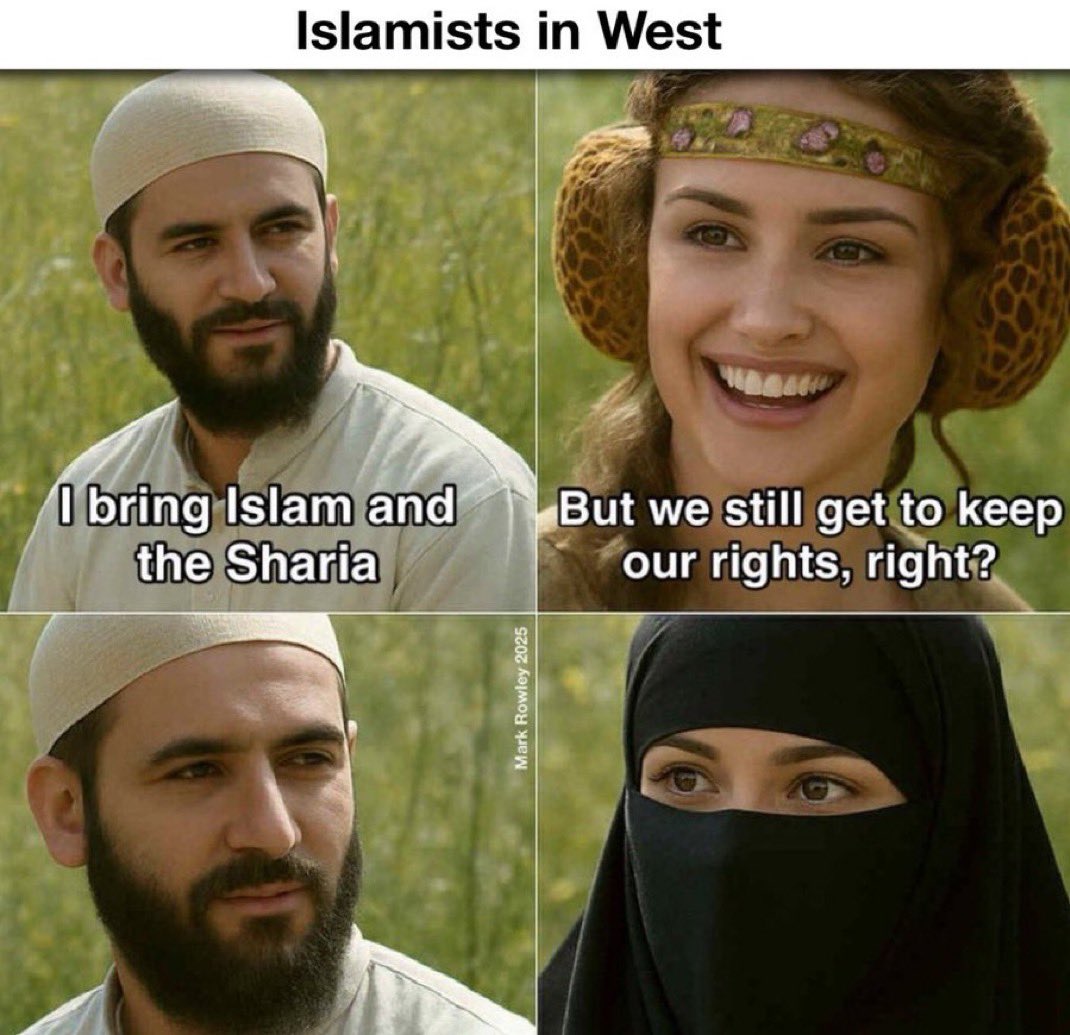 Islamists in West
I bring Islam and
the Sharia
But we still get to keep
our rights, right?
Mark Rowley 2025